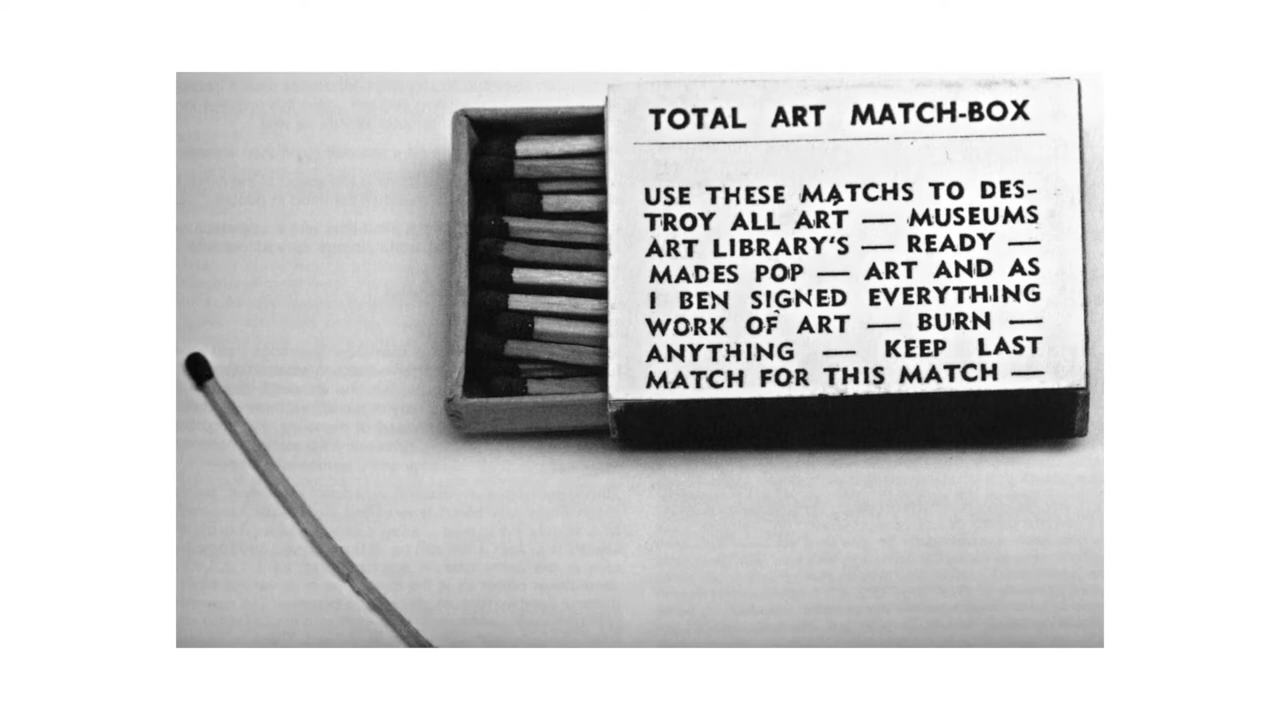 TOTAL ART MATCH-BOX
USE THESE MATCHS TO DES-
TROY ALL ART — MUSEUMS
ART LIBRARY'S — READY —
MADES POP — ART AND AS
I BEN SIGNED EVERYTHING
WORK OF ART — BURN —
ANYTHING — KEEP LAST
MATCH FOR THIS MATCH —